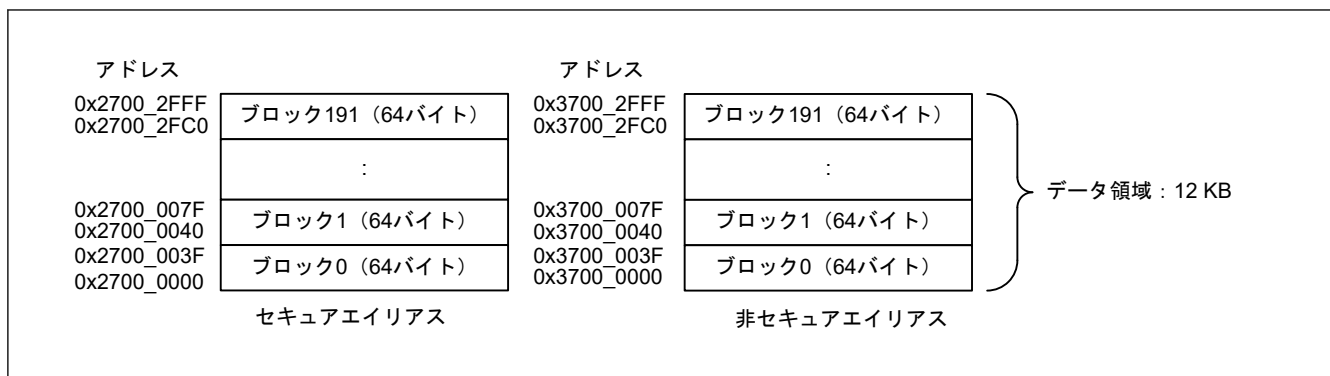 アドレス
0x2700_2FFF
0x2700_2FC0
ブロック191（64バイト）
:
0x2700_007F
0x2700_0040
ブロック1（64バイト）
0x2700_003F
0x2700_0000
ブロック0（64バイト）
セキュアエイリアス
アドレス
0x3700_2FFF
0x3700_2FC0
ブロック191（64バイト）
:
0x3700_007F
0x3700_0040
ブロック1（64バイト）
0x3700_003F
0x3700_0000
ブロック0（64バイト）
非セキュアエイリアス
データ領域：12 KB